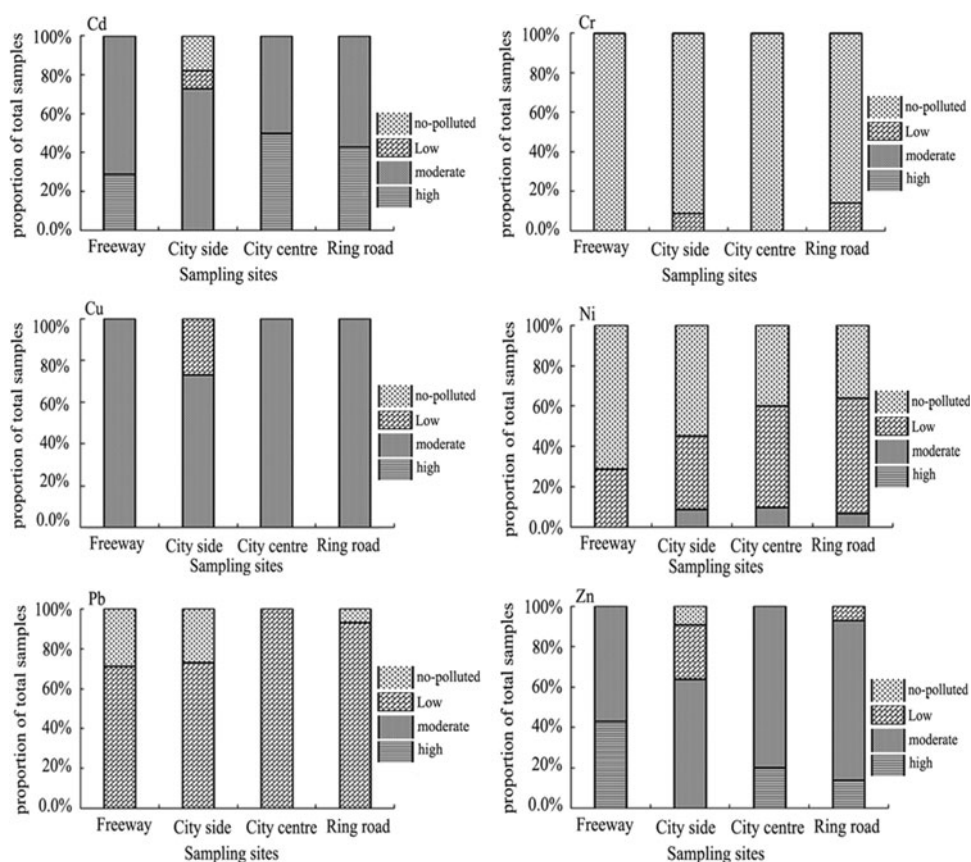 Cd
proportion of total samples
100%
80%
60%
40%
20%
0.0%
Freeway City side City centre Ring road
Sampling sites
no-polluted
Low
moderate
high
Cr
proportion of total samples
100%
80%
60%
40%
20%
0.0%
Freeway City side City centre Ring road
Sampling sites
no-polluted
Low
moderate
high
Cu
proportion of total samples
100%
80%
60%
40%
20%
0.0%
Freeway City side City centre Ring road
Sampling sites
no-polluted
Low
moderate
high
Ni
proportion of total samples
100%
80%
60%
40%
20%
0.0%
Freeway City side City centre Ring road
Sampling sites
no-polluted
Low
moderate
high
Pb
proportion of total samples
100%
80%
60%
40%
20%
0.0%
Freeway City side City centre Ring road
Sampling sites
no-polluted
Low
moderate
high
Zn
proportion of total samples
100%
80%
60%
40%
20%
0.0%
Freeway City side City centre Ring road
Sampling sites
no-polluted
Low
moderate
high